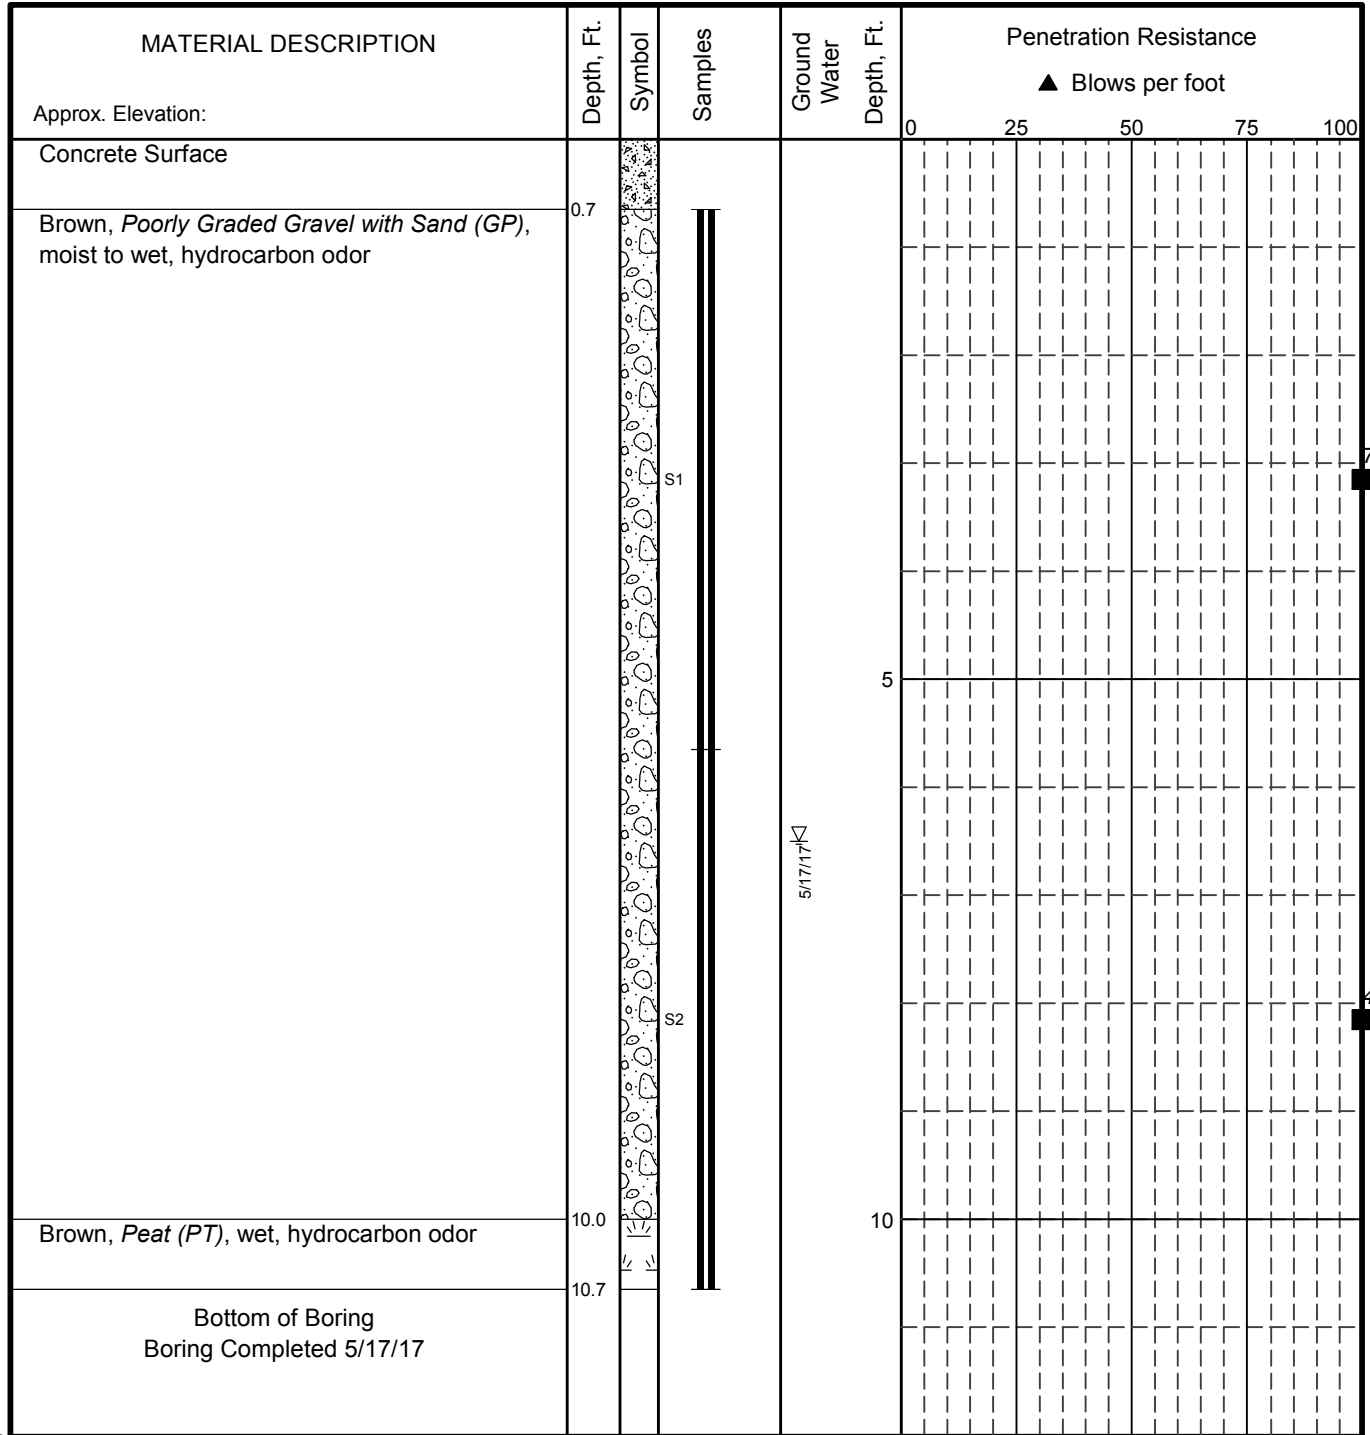 MATERIAL DESCRIPTION
Approx. Elevation:
Depth, Ft.
Symbol
Samples
Ground
Water
Depth, Ft.
Penetration Resistance
▲ Blows per foot
0 25 50 75 100
Concrete Surface
0.7
Brown, Poorly Graded Gravel with Sand (GP),
moist to wet, hydrocarbon odor
S1
5
5/17/17
S2
10.0
10
Brown, Peat (PT), wet, hydrocarbon odor
10.7
Bottom of Boring
Boring Completed 5/17/17